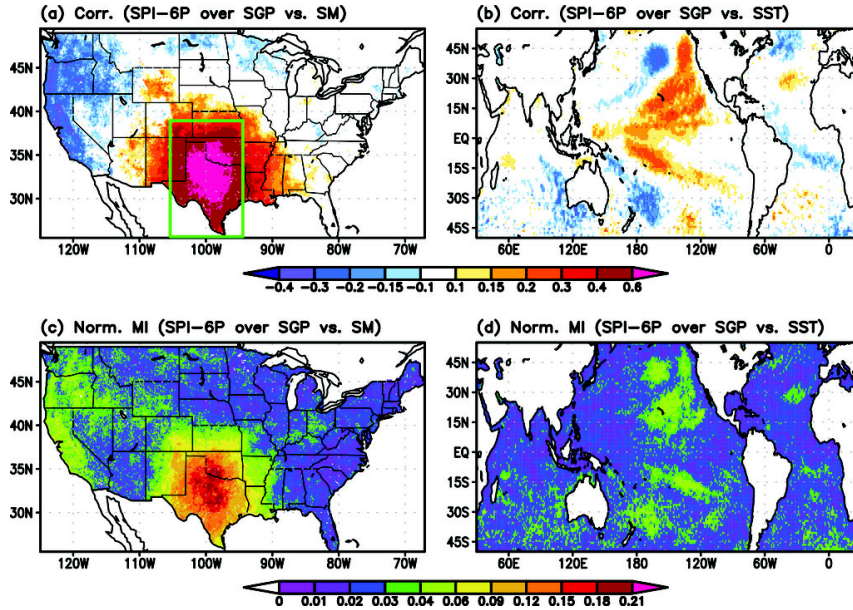 (a) Corr. (SPI-6P over SGP vs. SM)
(b) Corr. (SPI-6P over SGP vs. SST)
45N
40N
35N
30N
120W 110W 100W 90W 80W 70W
45N
30N
15N
EQ
15S
30S
45S
60E 120E 180 120W 60W 0
-0.4 -0.3 -0.2 -0.15 -0.1 0.1 0.15 0.2 0.3 0.4 0.6
(c) Norm. MI (SPI-6P over SGP vs. SM)
(d) Norm. MI (SPI-6P over SGP vs. SST)
45N
40N
35N
30N
120W 110W 100W 90W 80W 70W
45N
30N
15N
EQ
15S
30S
45S
60E 120E 180 120W 60W 0
0 0.01 0.02 0.03 0.04 0.06 0.09 0.12 0.15 0.18 0.21